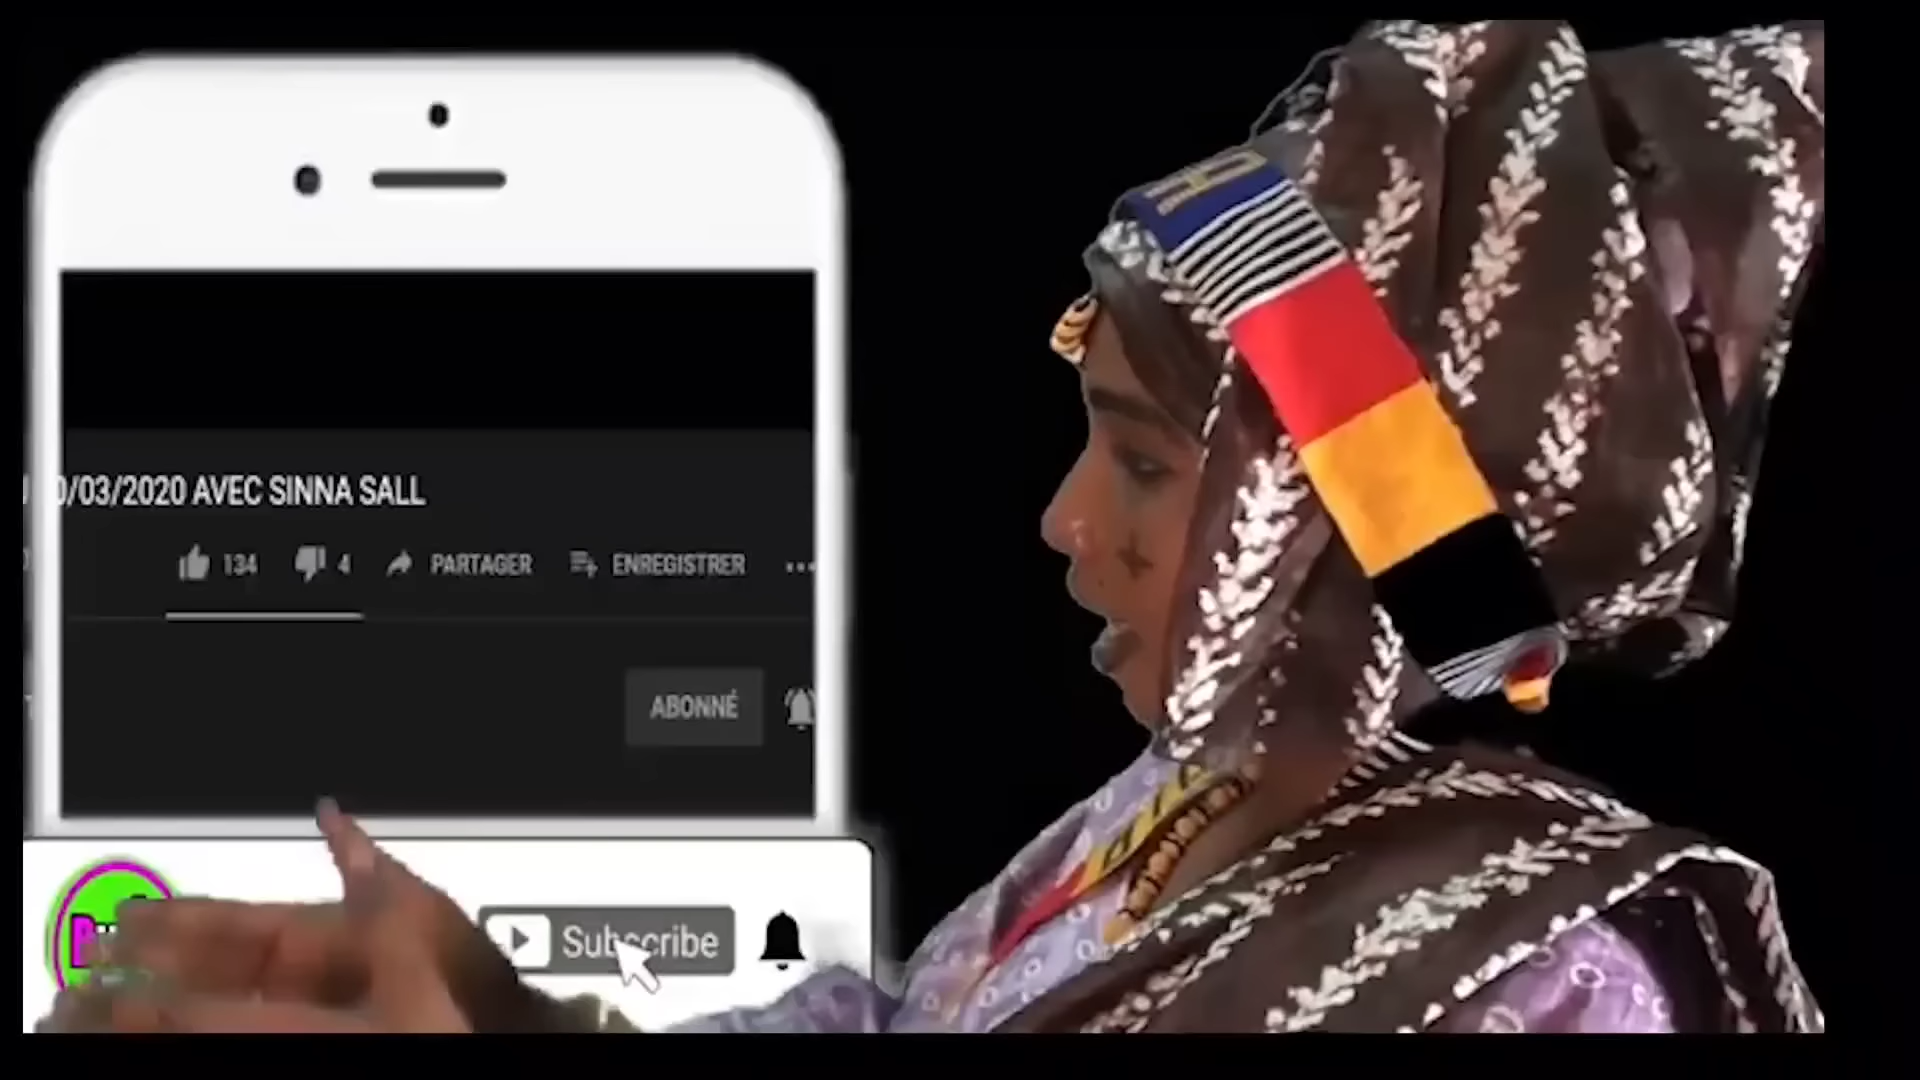 0/03/2020 AVEC SINNA SALL
134 4 PARTAGER ENREGISTRER
ABONNÉ
Subscribe